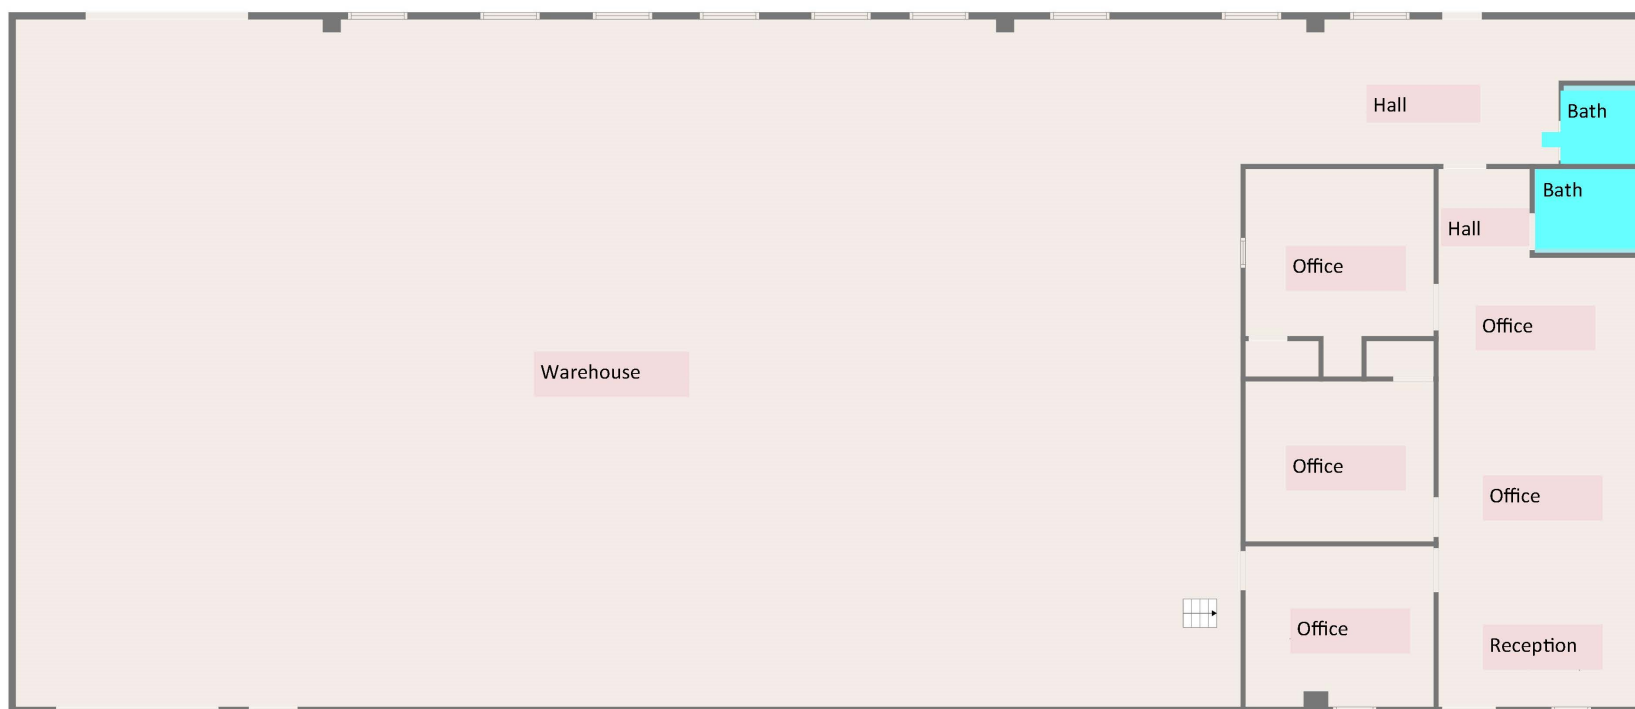 Hall
Bath
Bath
Hall
Office
Office
Warehouse
Office
Office
Office
Reception